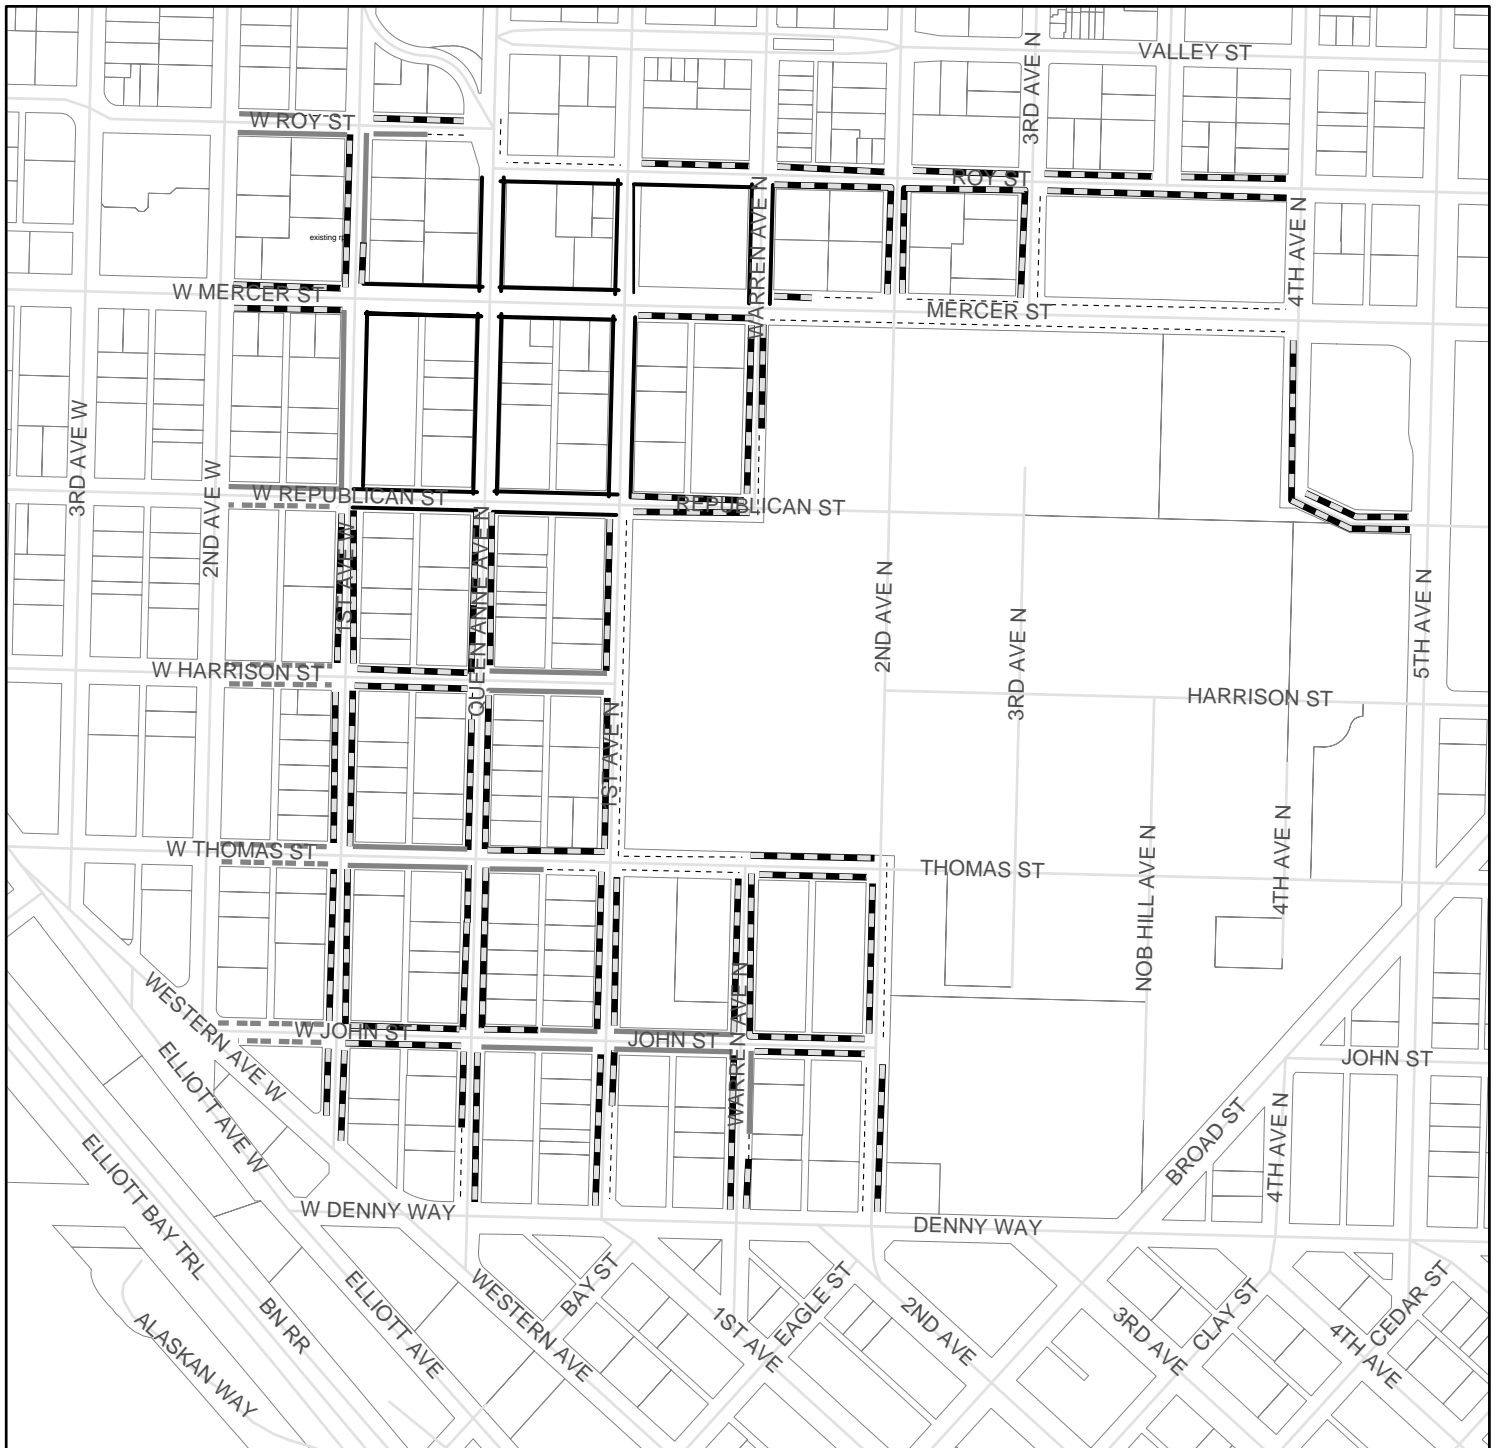 VALLEY ST
3RD AVE N
W ROY ST
ROY ST
WARREN AVE N
4TH AVE N
W MERCER ST
MERCER ST
3RD AVE W
2ND AVE W
W REPUBLICAN ST
REPUBLICAN ST
1ST AVE W
QUEEN ANNE AVE N
2ND AVE N
3RD AVE N
5TH AVE N
W HARRISON ST
HARRISON ST
1ST AVE N
W THOMAS ST
THOMAS ST
NOB HILL AVE N
4TH AVE N
WESTERN AVE W
W JOHN ST
JOHN ST
WARREN AVE N
JOHN ST
ELLIOTT AVE W
ELLIOTT BAY TRL
BROAD ST
4TH AVE N
W DENNY WAY
DENNY WAY
BN RR
ALASKAN WAY
ELLIOTT AVE
WESTERN AVE
BAY ST
1ST AVE
EAGLE ST
2ND AVE
3RD AVE
CLAY ST
4TH AVE
CEDAR ST